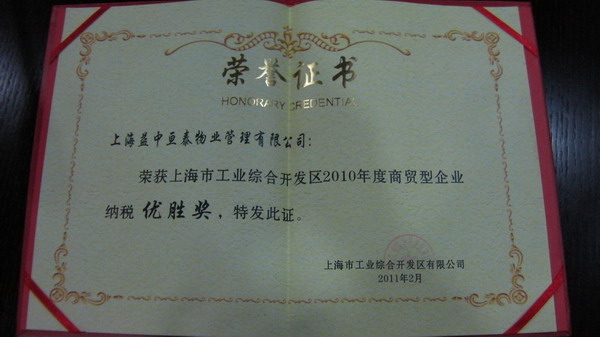 荣誉证书
HONORARY CREDENTIAL
上海益中亘泰物业管理有限公司：
荣获上海市工业综合开发区2010年度商贸型企业
纳税 优胜奖，特发此证。
上海市工业综合开发区有限公司
2011年2月